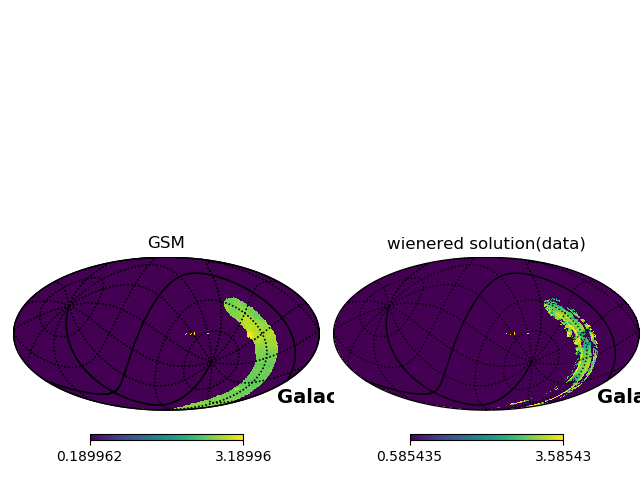 GSM
wienered solution(data)
Galac
Gala
0.189962
3.18996
0.585435
3.58543